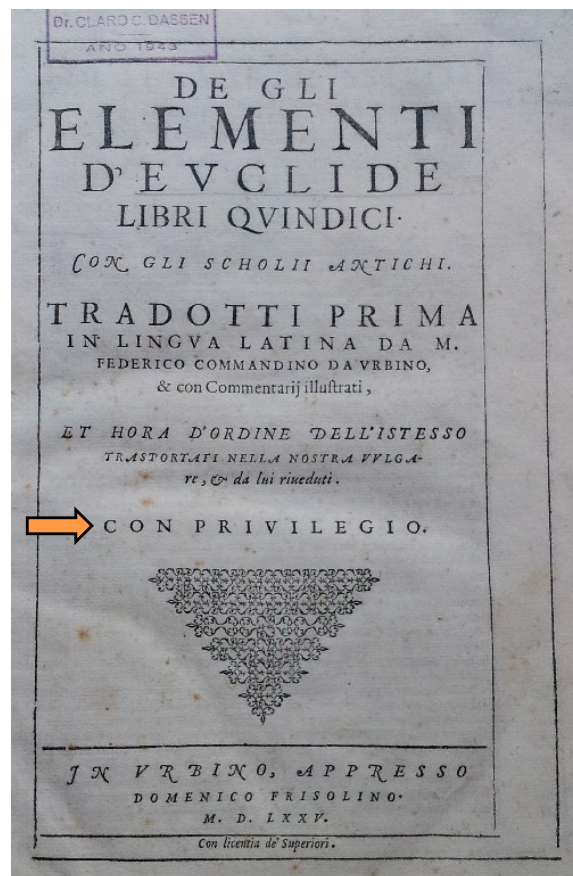 Dr. CLARO C. DASSEN
AÑO 1943
DE GLI
ELEMENTI
D'EVCLIDE
LIBRI QVINDICI.
CON GLI SCHOLII ANTICHI.
TRADOTTI PRIMA
IN LINGVA LATINA DA M.
FEDERICO COMMANDINO DA VRBINO,
& con Commentarij illuſtrati,
ET HORA D'ORDINE DELL'ISTESSO
TRASPORTATI NELLA NOSTRA VVLGA-
re, & da lui riueduti.
CON PRIVILEGIO.
IN VRBINO, APPRESSO
DOMENICO FRISOLINO.
M. D. LXXV.
Con licentia de' Superiori.